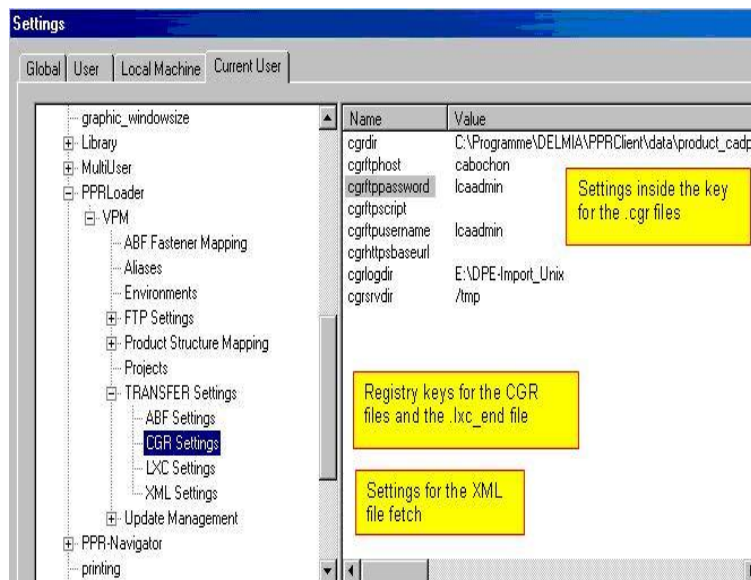 Settings
Global User Local Machine Current User
graphic_windowsize
Library
MultiUser
PPRLoader
VPM
ABF Fastener Mapping
Aliases
Environments
FTP Settings
Product Structure Mapping
Projects
TRANSFER Settings
ABF Settings
CGR Settings
LXC Settings
XML Settings
Update Management
PPR-Navigator
printing
Name Value
cgrdir C:\Programme\DELMIA\PPRClient\data\product_cadp
cgrftphost cabochon
cgrftppassword lcaadmin
cgrftpscript
cgrftpusername lcaadmin
cgrhttpsbaseurl
cgrlogdir E:\DPE-Import_Unix
cgrsrvdir /tmp
Settings inside the key
for the .cgr files
Registry keys for the CGR
files and the .lxc_end file
Settings for the XML
file fetch